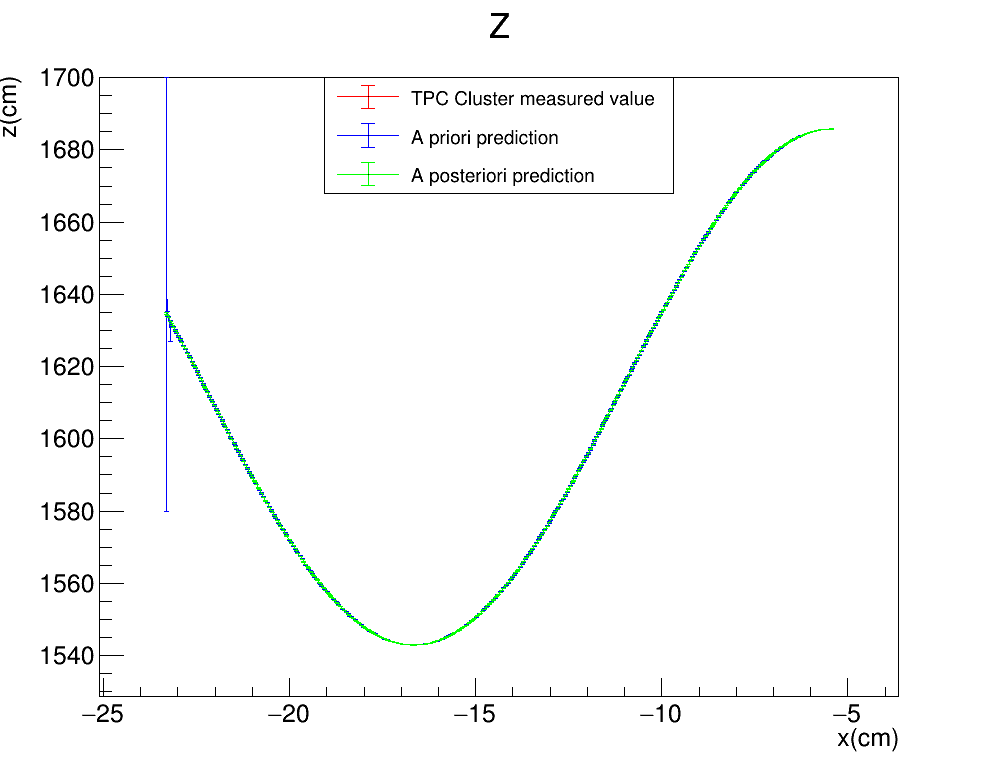 Z
z(cm)
1700
1680
1660
1640
1620
1600
1580
1560
1540
TPC Cluster measured value
A priori prediction
A posteriori prediction
−25 −20 −15 −10 −5
x(cm)